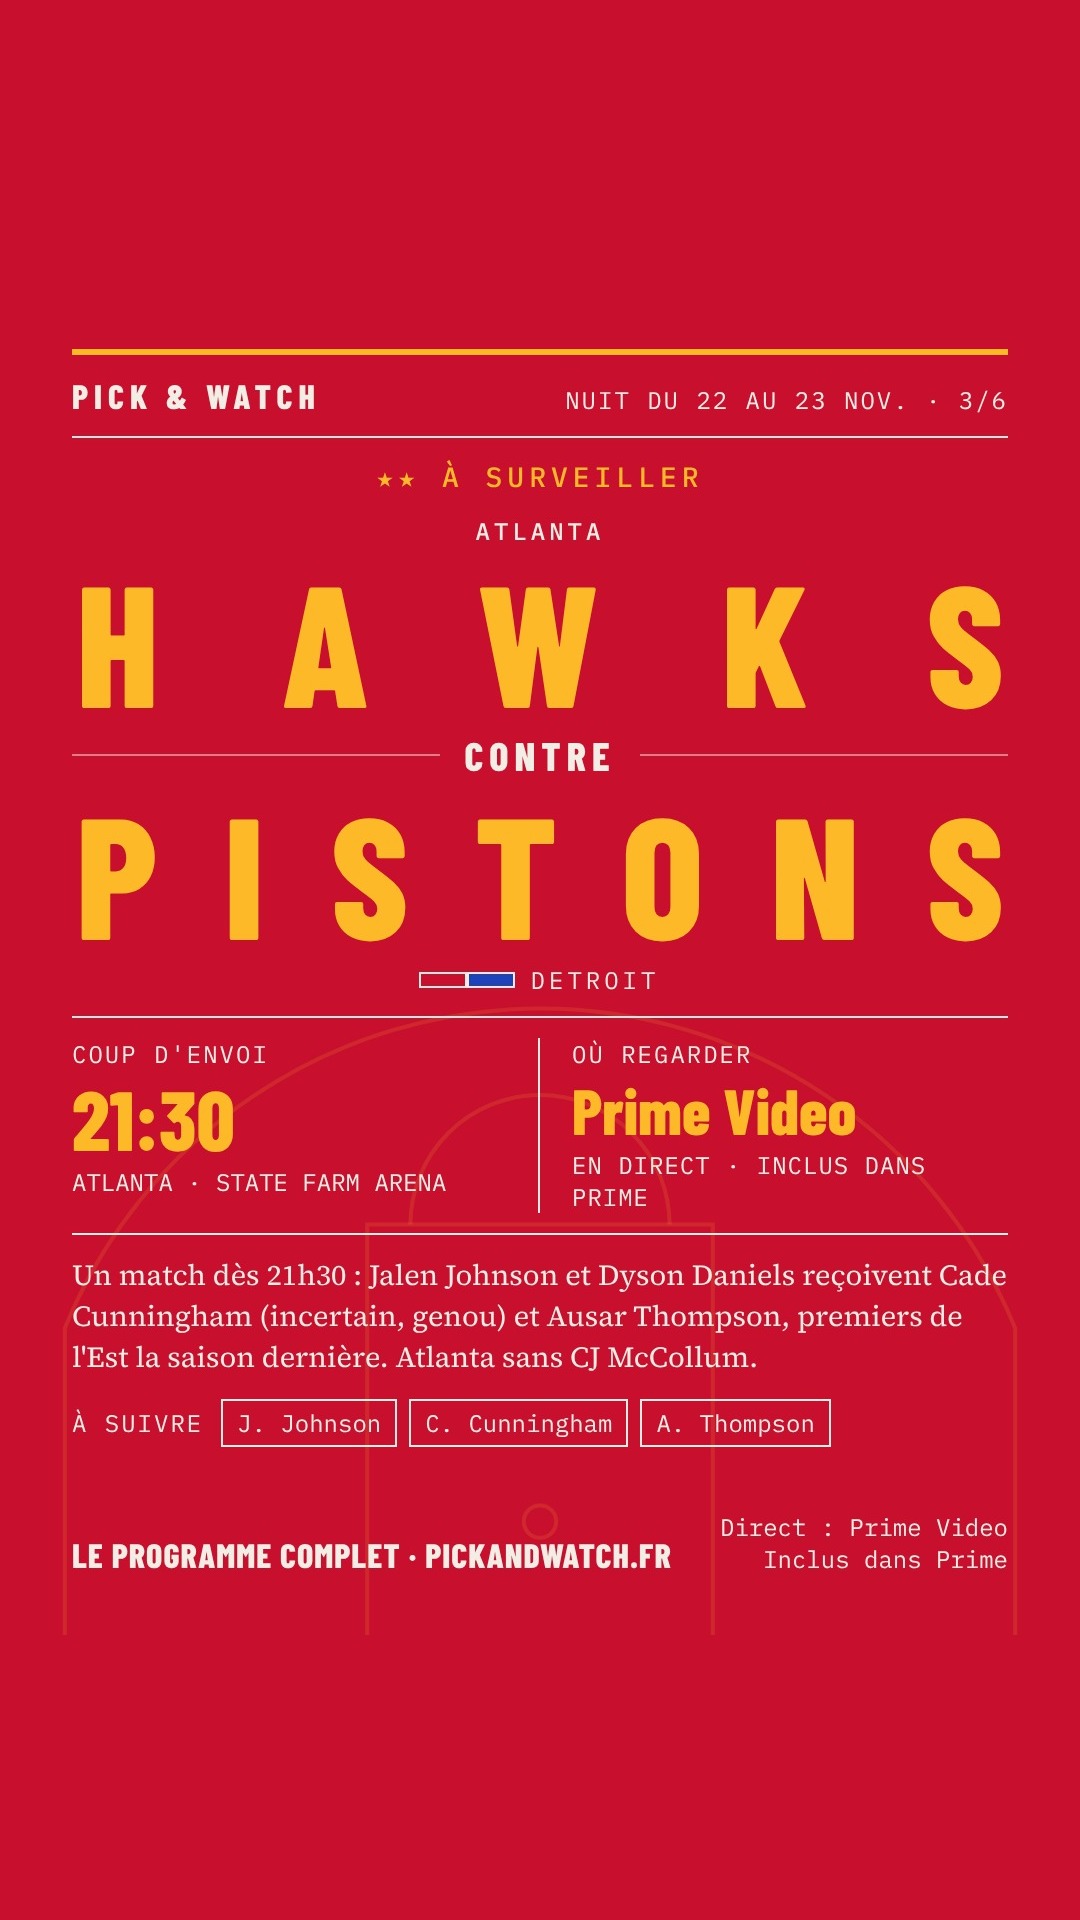 PICK & WATCH
NUIT DU 22 AU 23 NOV. · 3/6
★★ À SURVEILLER
ATLANTA
HAWKS
CONTRE
PISTONS
DETROIT
COUP D'ENVOI
21:30
ATLANTA · STATE FARM ARENA
OÙ REGARDER
Prime Video
EN DIRECT · INCLUS DANS
PRIME
Un match dès 21h30 : Jalen Johnson et Dyson Daniels reçoivent Cade
Cunningham (incertain, genou) et Ausar Thompson, premiers de
l'Est la saison dernière. Atlanta sans CJ McCollum.
À SUIVRE J. Johnson C. Cunningham A. Thompson
LE PROGRAMME COMPLET · PICKANDWATCH.FR
Direct : Prime Video
Inclus dans Prime